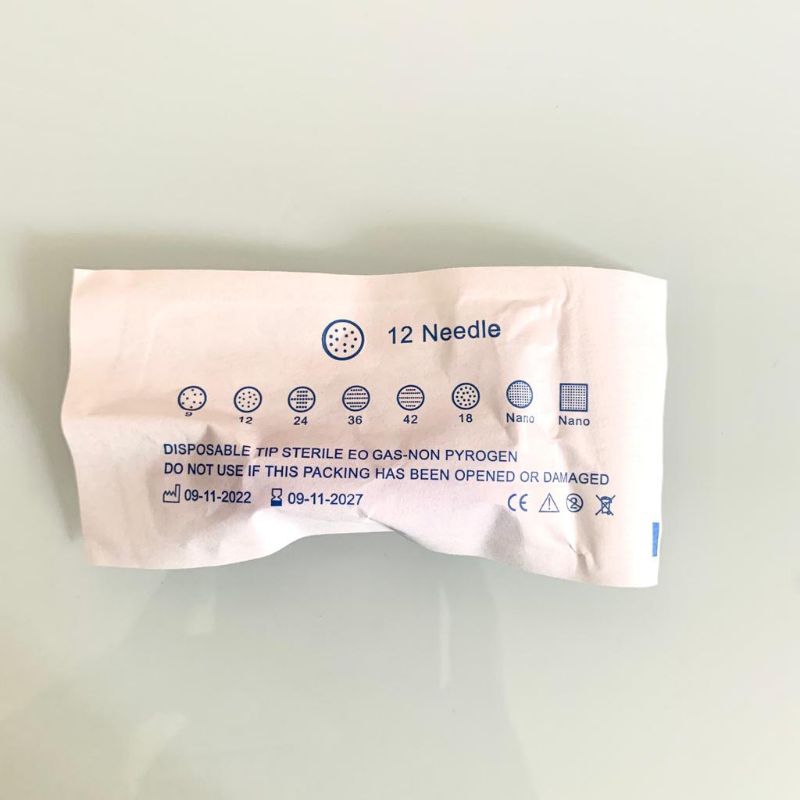 12 Needle
9 12 24 36 42 18 Nano Nano
DISPOSABLE TIP STERILE EO GAS-NON PYROGEN
DO NOT USE IF THIS PACKING HAS BEEN OPENED OR DAMAGED
09-11-2022 09-11-2027 CE 2